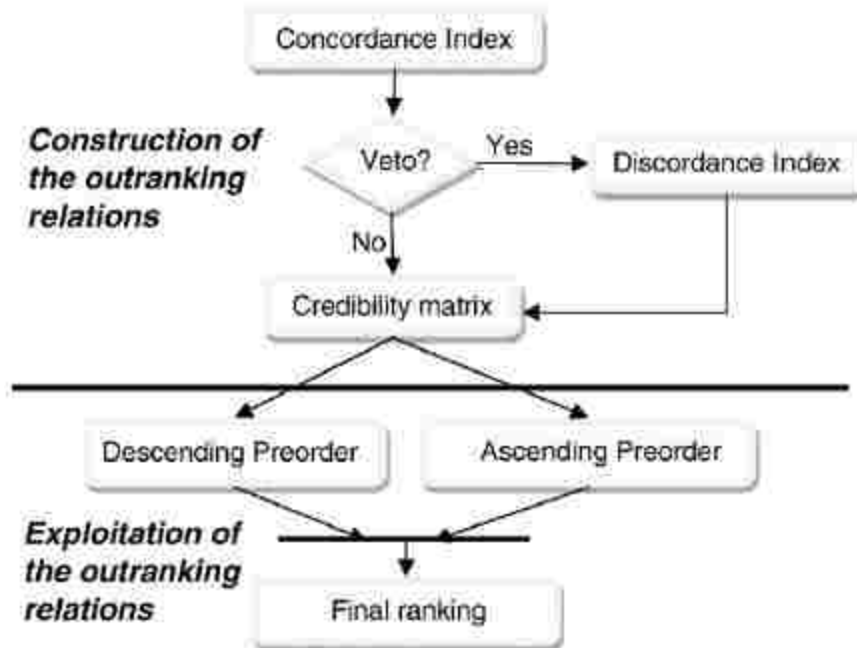 Concordance Index
Construction of
the outranking
relations
Veto?
Yes
Discordance Index
No
Credibility matrix
Descending Preorder
Ascending Preorder
Exploitation of
the outranking
relations
Final ranking